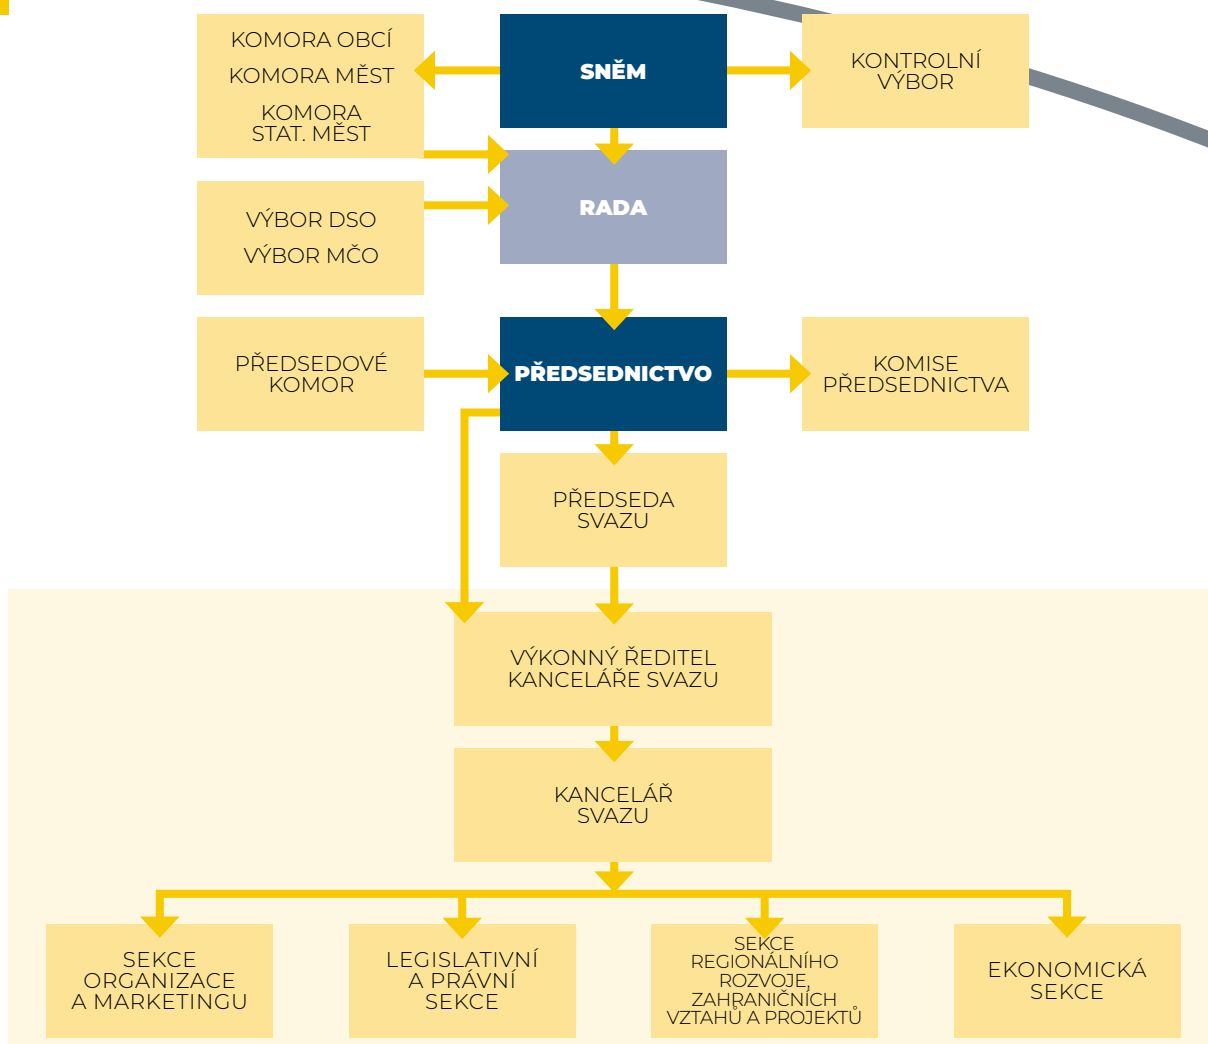 KOMORA OBCÍ
KOMORA MĚST
KOMORA
STAT. MĚST
SNĚM
KONTROLNÍ
VÝBOR
VÝBOR DSO
VÝBOR MČO
RADA
PŘEDSEDOVÉ
KOMOR
PŘEDSEDNICTVO
KOMISE
PŘEDSEDNICTVA
PŘEDSEDA
SVAZU
VÝKONNÝ ŘEDITEL
KANCELÁŘE SVAZU
KANCELÁŘ
SVAZU
SEKCE
ORGANIZACE
A MARKETINGU
LEGISLATIVNÍ
A PRÁVNÍ
SEKCE
SEKCE
REGIONÁLNÍHO
ROZVOJE,
ZAHRANIČNÍCH
VZTAHŮ A PROJEKTŮ
EKONOMICKÁ
SEKCE